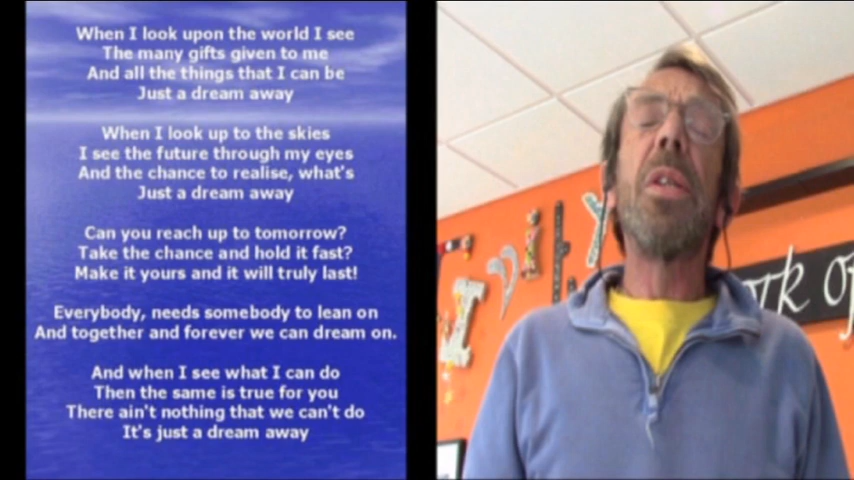 When I look upon the world I see
The many gifts given to me
And all the things that I can be
Just a dream away
When I look up to the skies
I see the future through my eyes
And the chance to realise, what's
Just a dream away
Can you reach up to tomorrow?
Take the chance and hold it fast?
Make it yours and it will truly last!
Everybody, needs somebody to lean on
And together and forever we can dream on.
And when I see what I can do
Then the same is true for you
There ain't nothing that we can't do
It's just a dream away